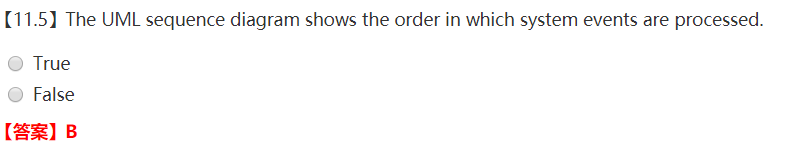 【11.5】The UML sequence diagram shows the order in which system events are processed.
True
False
【答案】B